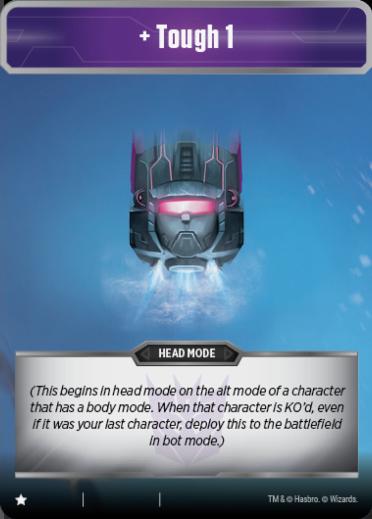 + Tough 1
HEAD MODE
(This begins in head mode on the alt mode of a character
that has a body mode. When that character is KO'd, even
if it was your last character, deploy this to the battlefield
in bot mode.)
TM & © Hasbro. © Wizards.